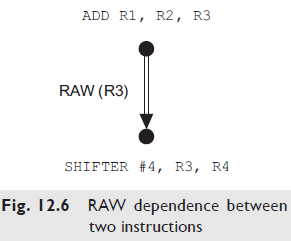 ADD R1, R2, R3
RAW (R3)
SHIFTER #4, R3, R4
Fig. 12.6 RAW dependence between
two instructions